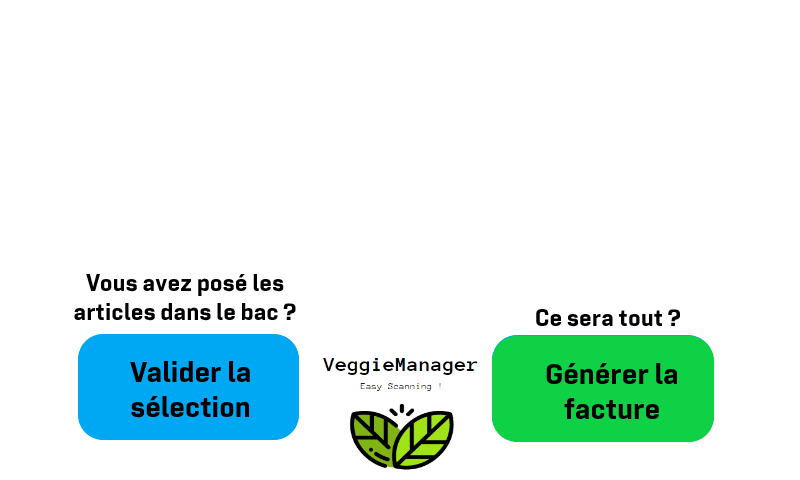 Vous avez posé les
articles dans le bac ?
Valider la
sélection
VeggieManager
Easy Scanning !
Ce sera tout ?
Générer la
facture